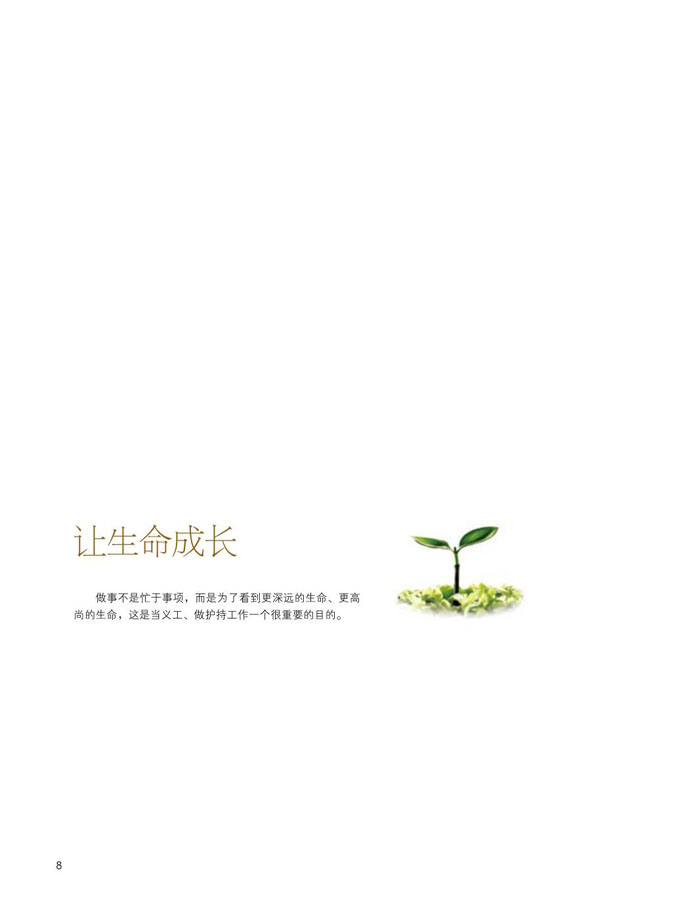 让生命成长
做事不是忙于事项，而是为了看到更深远的生命、更高
尚的生命，这是当义工、做护持工作一个很重要的目的。
8